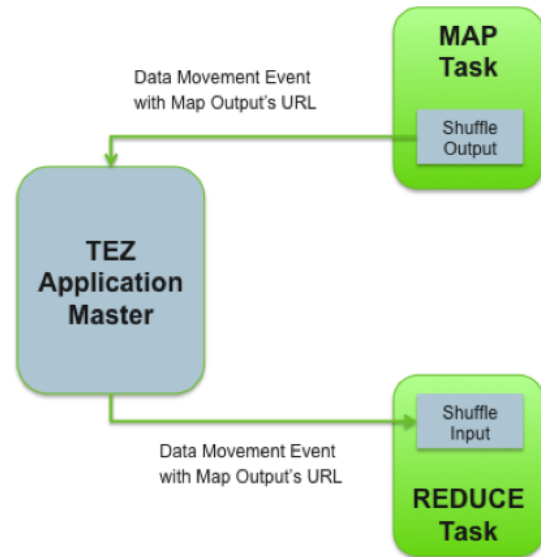 MAP
Task
Shuffle
Output
Data Movement Event
with Map Output's URL
TEZ
Application
Master
Data Movement Event
with Map Output's URL
Shuffle
Input
REDUCE
Task